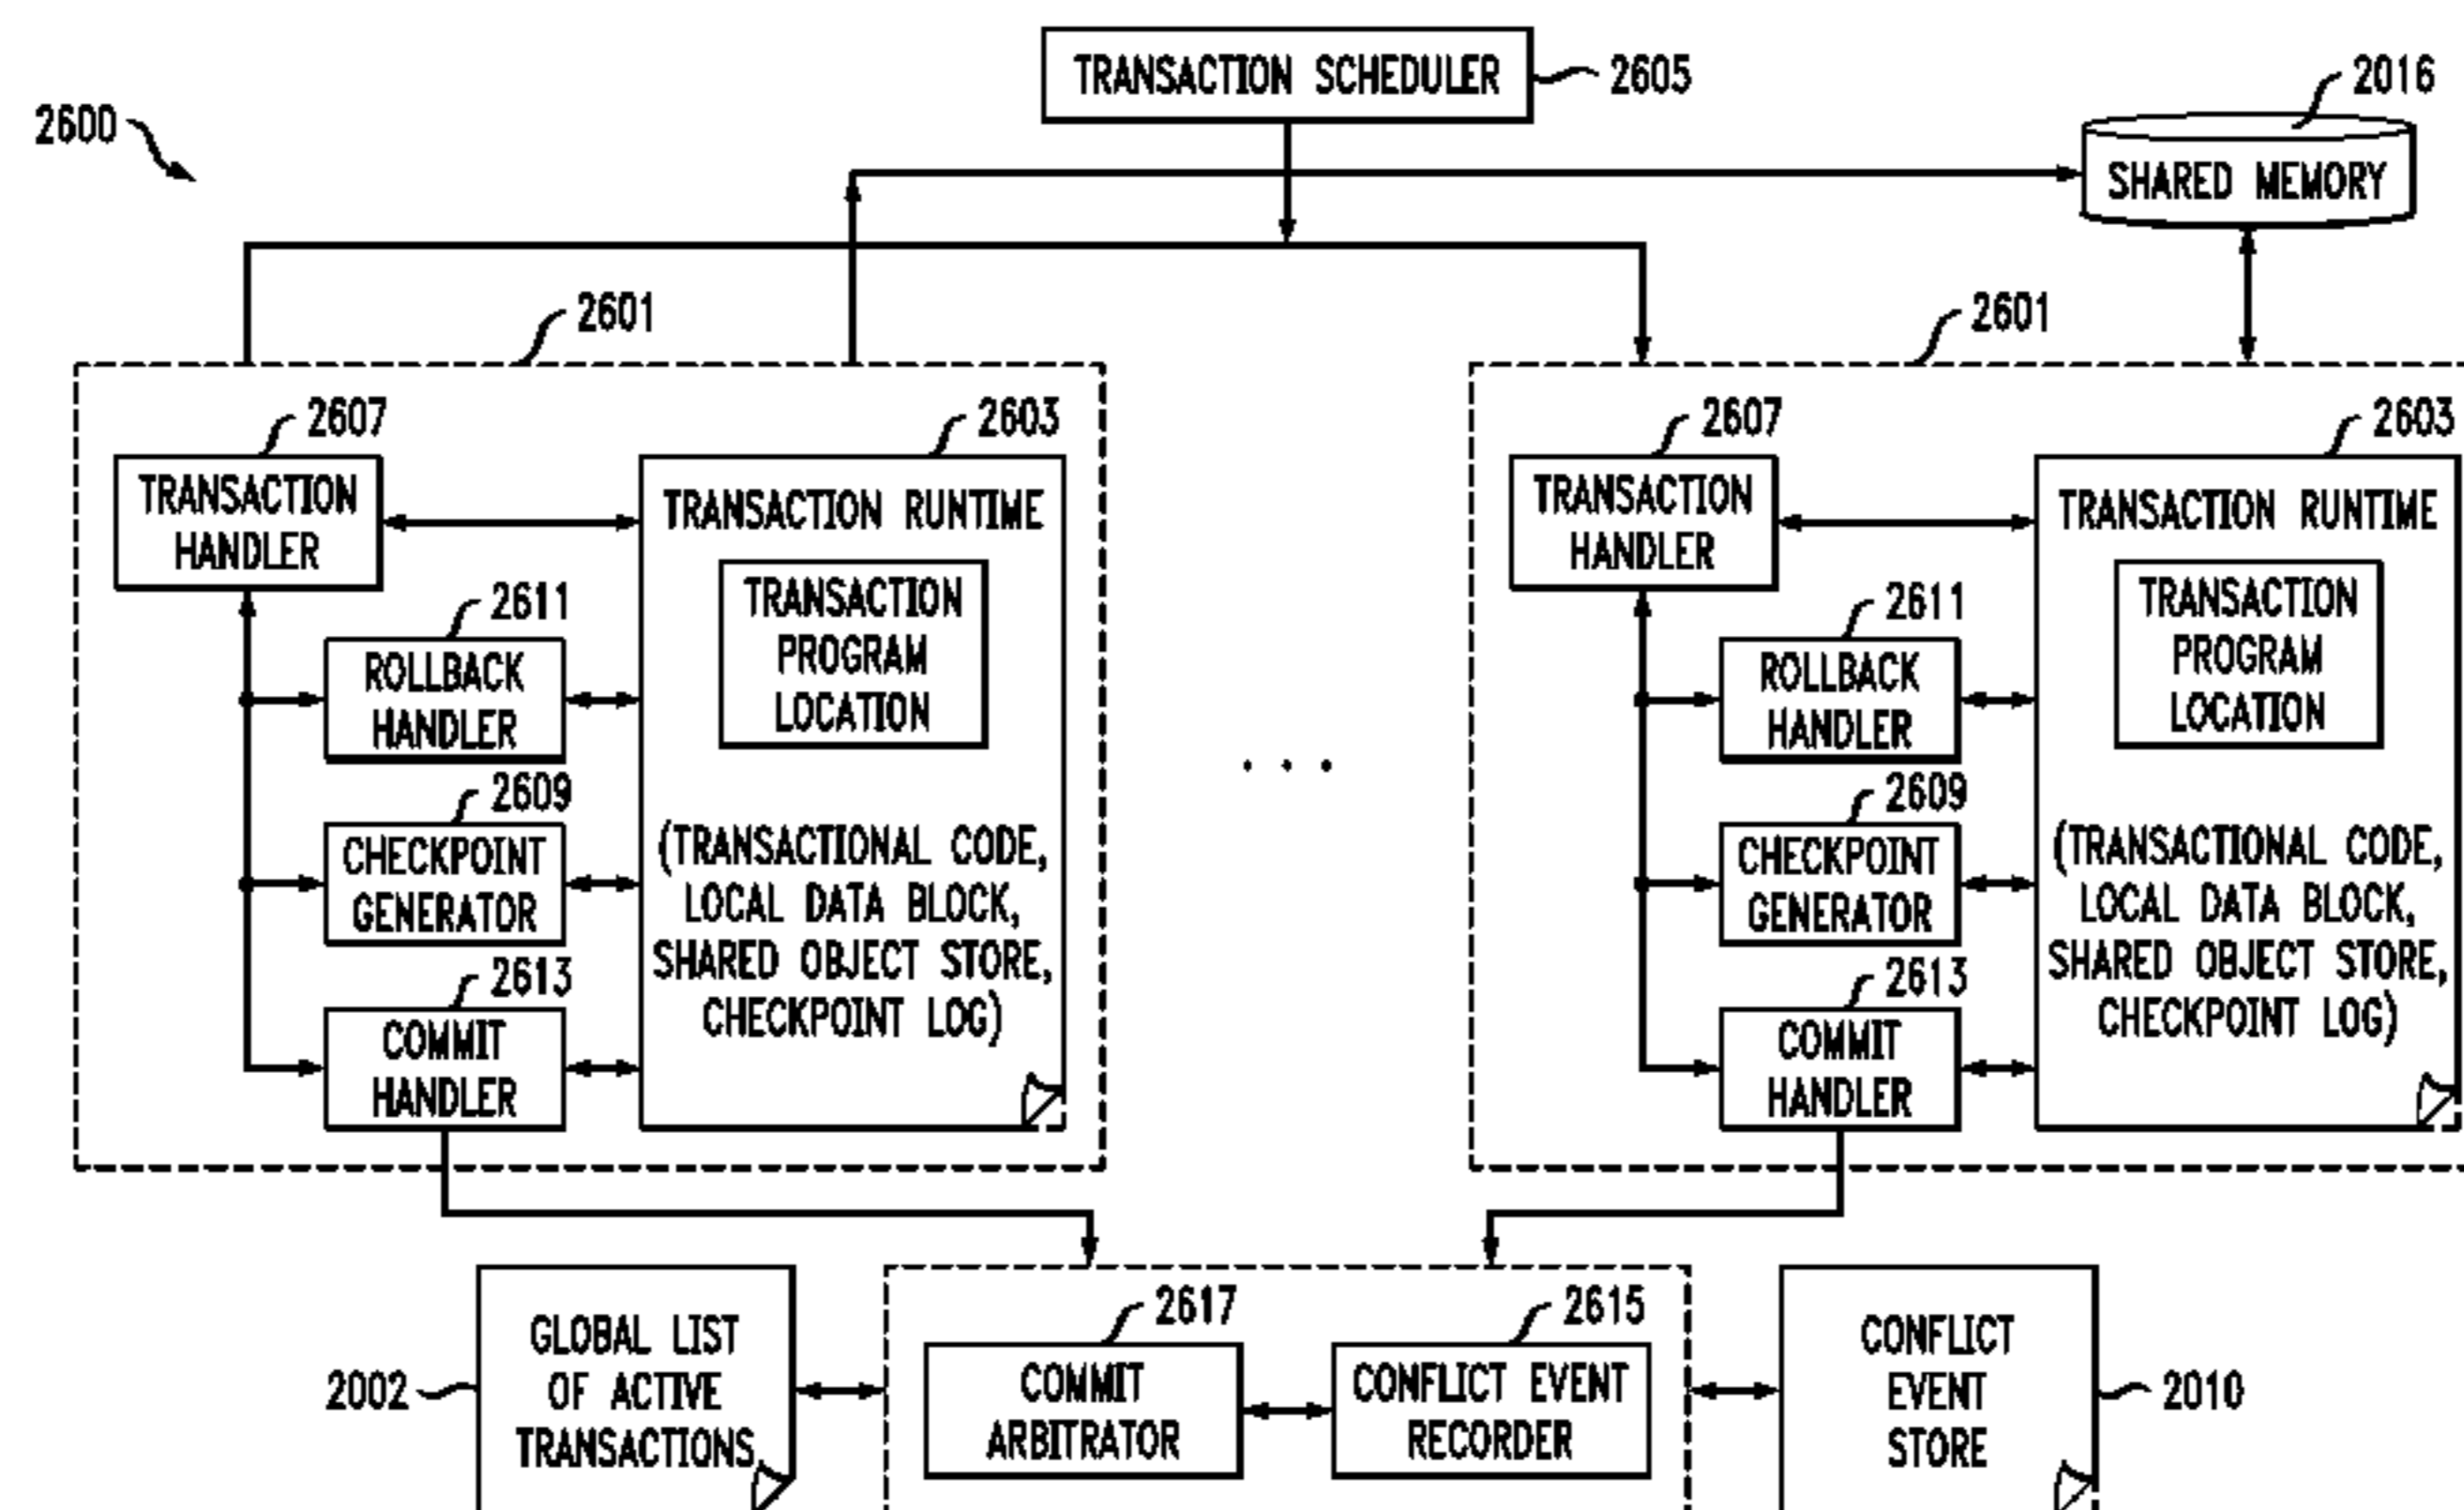 TRANSACTION SCHEDULER
2605
2016
2600
SHARED MEMORY
2601
2601
2607
2603
2607
2603
TRANSACTION
HANDLER
TRANSACTION RUNTIME
TRANSACTION
HANDLER
TRANSACTION RUNTIME
TRANSACTION
PROGRAM
LOCATION
TRANSACTION
PROGRAM
LOCATION
2611
ROLLBACK
HANDLER
2611
ROLLBACK
HANDLER
. . .
2609
CHECKPOINT
GENERATOR
2609
CHECKPOINT
GENERATOR
(TRANSACTIONAL CODE,
LOCAL DATA BLOCK,
SHARED OBJECT STORE,
CHECKPOINT LOG)
(TRANSACTIONAL CODE,
LOCAL DATA BLOCK,
SHARED OBJECT STORE,
CHECKPOINT LOG)
2613
COMMIT
HANDLER
2613
COMMIT
HANDLER
2002
GLOBAL LIST
OF ACTIVE
TRANSACTIONS
2617
COMMIT
ARBITRATOR
2615
CONFLICT EVENT
RECORDER
CONFLICT
EVENT
STORE
2010